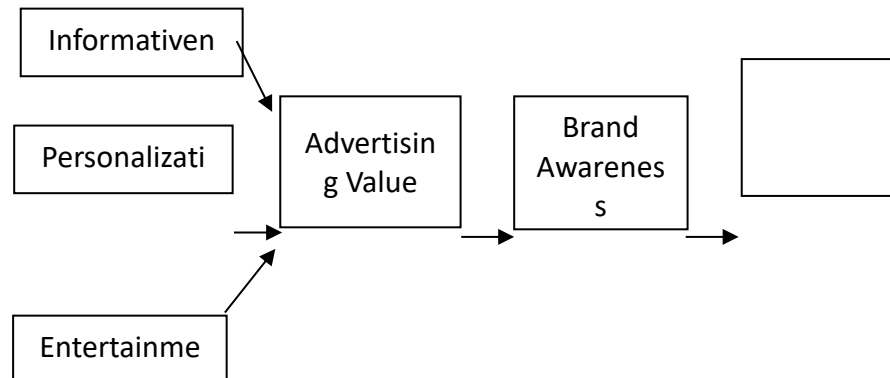 Informativen
Personalizati
Advertisin
g Value
Brand
Awarenes
s
Entertainme